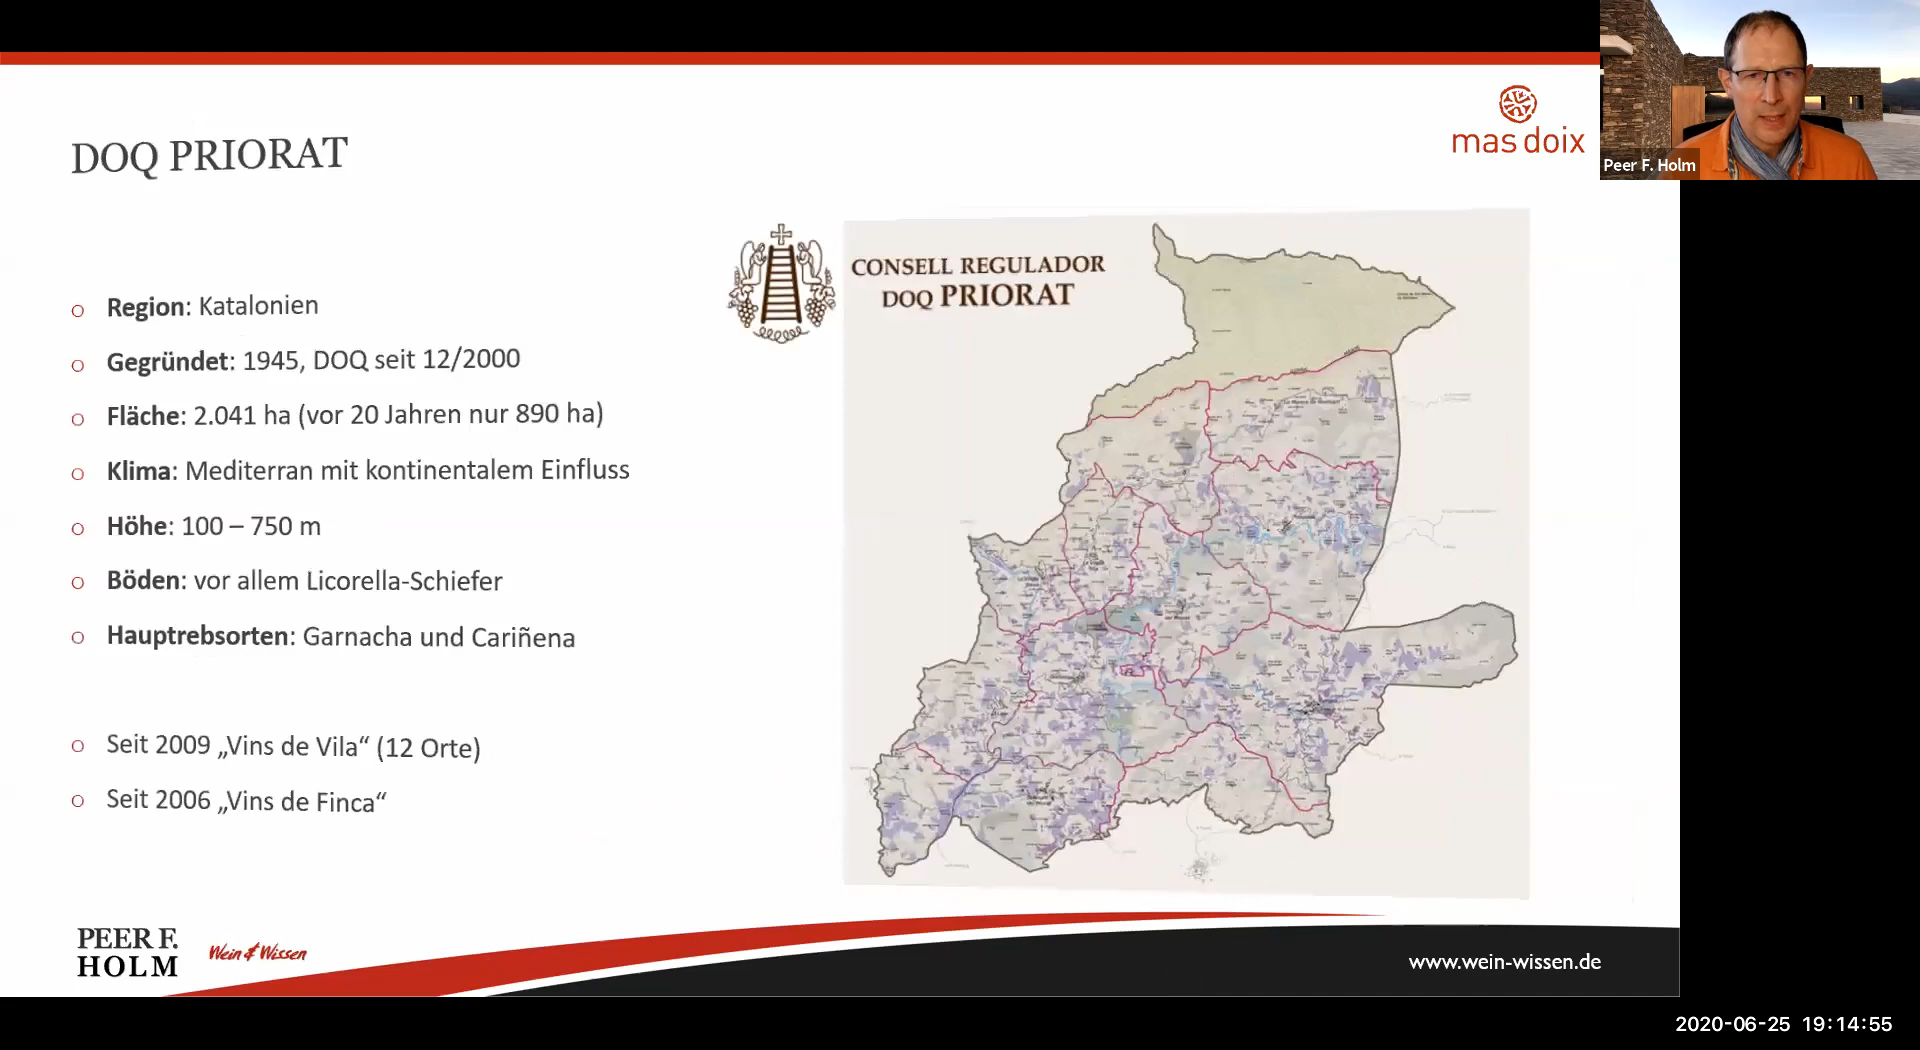 DOQ PRIORAT
mas doix
Peer F. Holm
CONSELL REGULADOR
DOQ PRIORAT
Region: Katalonien
Gegründet: 1945, DOQ seit 12/2000
Fläche: 2.041 ha (vor 20 Jahren nur 890 ha)
Klima: Mediterran mit kontinentalem Einfluss
Höhe: 100 – 750 m
Böden: vor allem Licorella-Schiefer
Hauptrebsorten: Garnacha und Cariñena
Seit 2009 „Vins de Vila“ (12 Orte)
Seit 2006 „Vins de Finca“
PEER F.
HOLM
Wein & Wissen
www.wein-wissen.de
2020-06-25 19:14:55